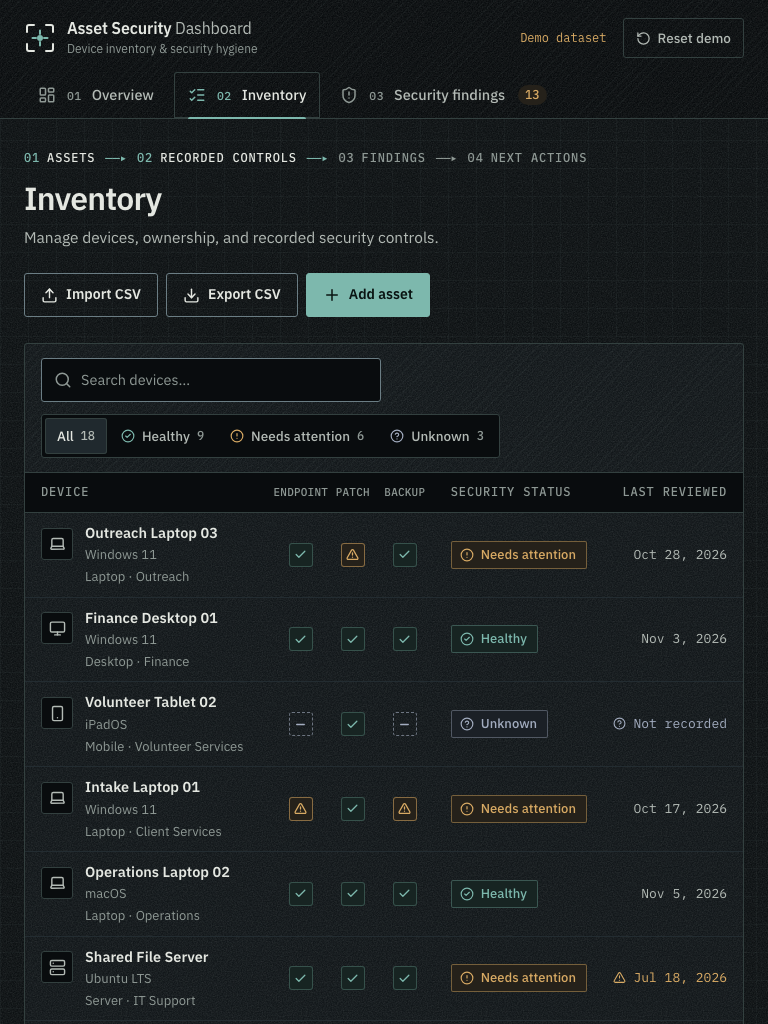 Asset Security Dashboard
Device inventory & security hygiene
Demo dataset
Reset demo
01 Overview
02 Inventory
03 Security findings 13
01 ASSETS 02 RECORDED CONTROLS 03 FINDINGS 04 NEXT ACTIONS
Inventory
Manage devices, ownership, and recorded security controls.
Import CSV
Export CSV
Add asset
Search devices...
All 18
Healthy 9
Needs attention 6
Unknown 3
DEVICE ENDPOINT PATCH BACKUP SECURITY STATUS LAST REVIEWED
Outreach Laptop 03
Windows 11
Laptop · Outreach
Needs attention
Oct 28, 2026
Finance Desktop 01
Windows 11
Desktop · Finance
Healthy
Nov 3, 2026
Volunteer Tablet 02
iPadOS
Mobile · Volunteer Services
Unknown
Not recorded
Intake Laptop 01
Windows 11
Laptop · Client Services
Needs attention
Oct 17, 2026
Operations Laptop 02
macOS
Laptop · Operations
Healthy
Nov 5, 2026
Shared File Server
Ubuntu LTS
Server · IT Support
Needs attention
Jul 18, 2026